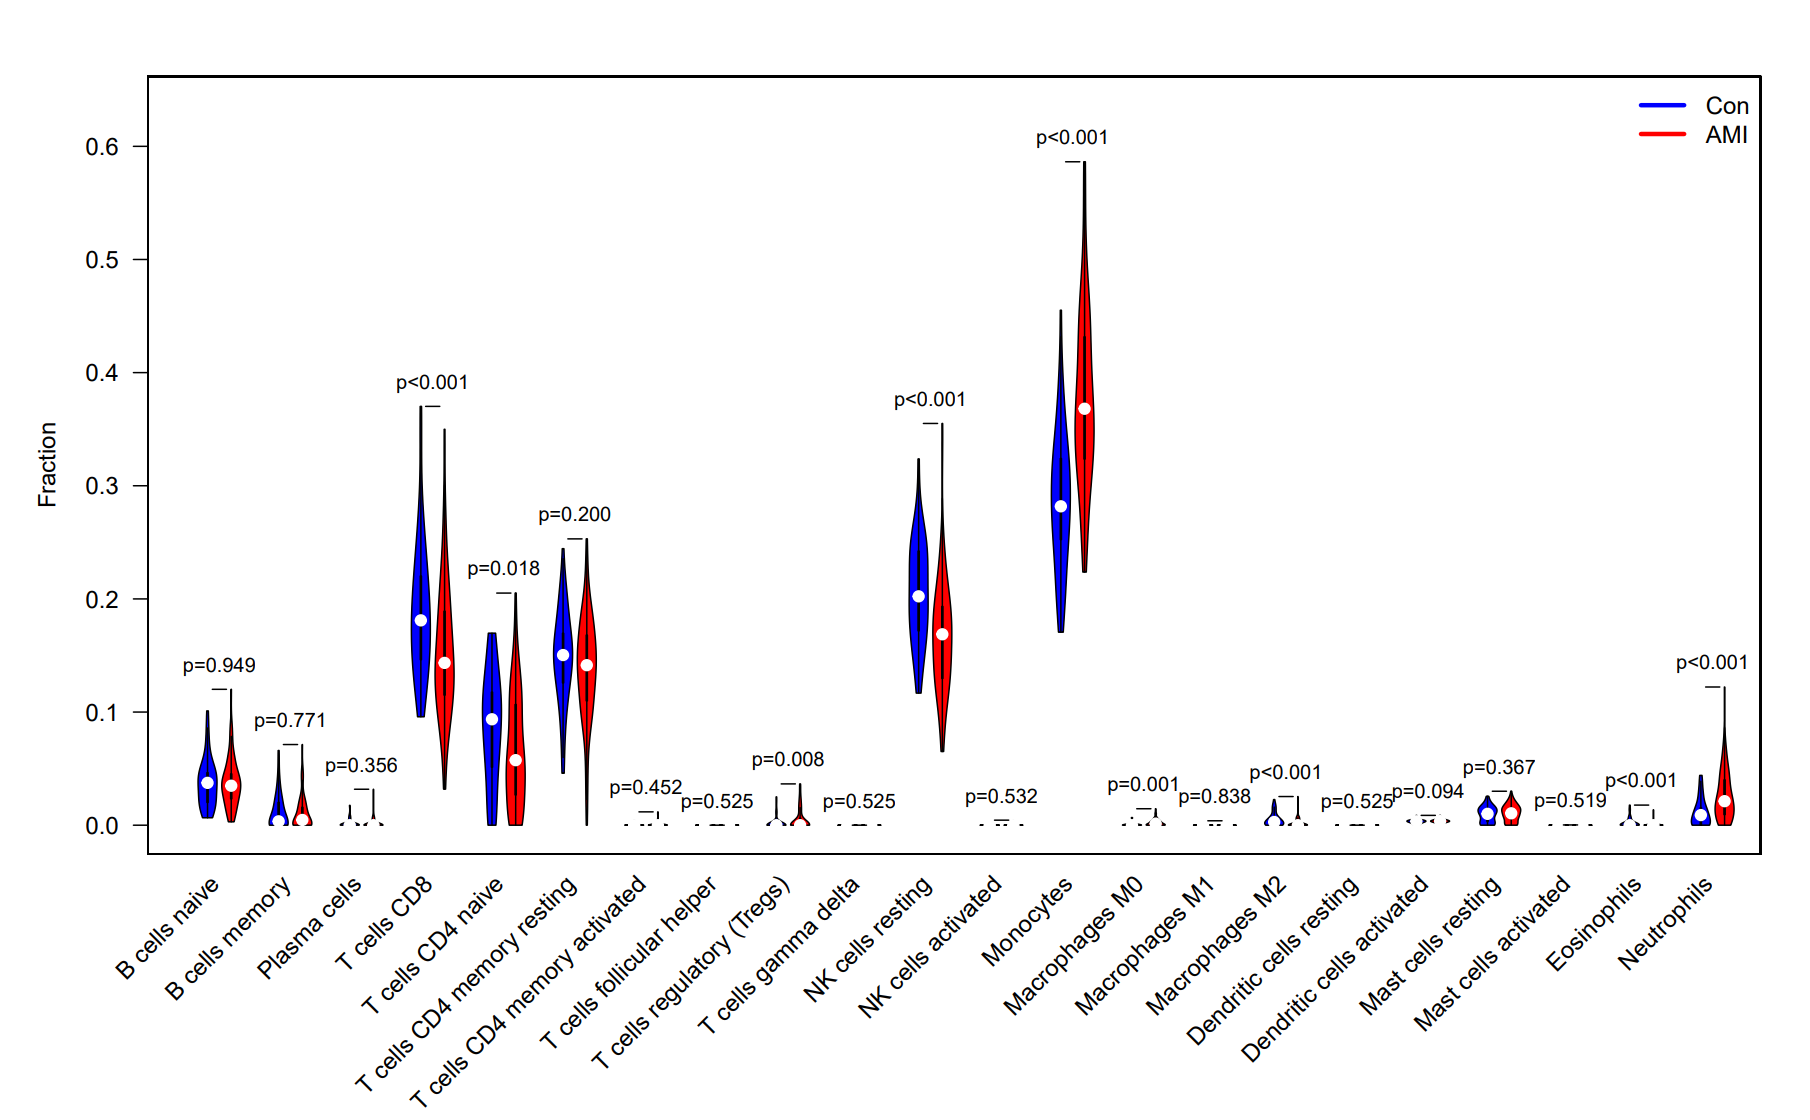 Con
AMI
Fraction
0.6
0.5
0.4
0.3
0.2
0.1
0.0
p=0.949
p=0.771
p=0.356
p<0.001
p=0.018
p=0.200
p=0.452
p=0.525
p=0.008
p=0.525
p<0.001
p=0.532
p<0.001
p=0.001
p=0.838
p<0.001
p=0.525
p=0.094
p=0.367
p=0.519
p<0.001
p<0.001
B cells naive
B cells memory
Plasma cells
T cells CD8
T cells CD4 naive
T cells CD4 memory resting
T cells CD4 memory activated
T cells follicular helper
T cells regulatory (Tregs)
T cells gamma delta
NK cells resting
NK cells activated
Monocytes
Macrophages M0
Macrophages M1
Macrophages M2
Dendritic cells resting
Dendritic cells activated
Mast cells resting
Mast cells activated
Eosinophils
Neutrophils